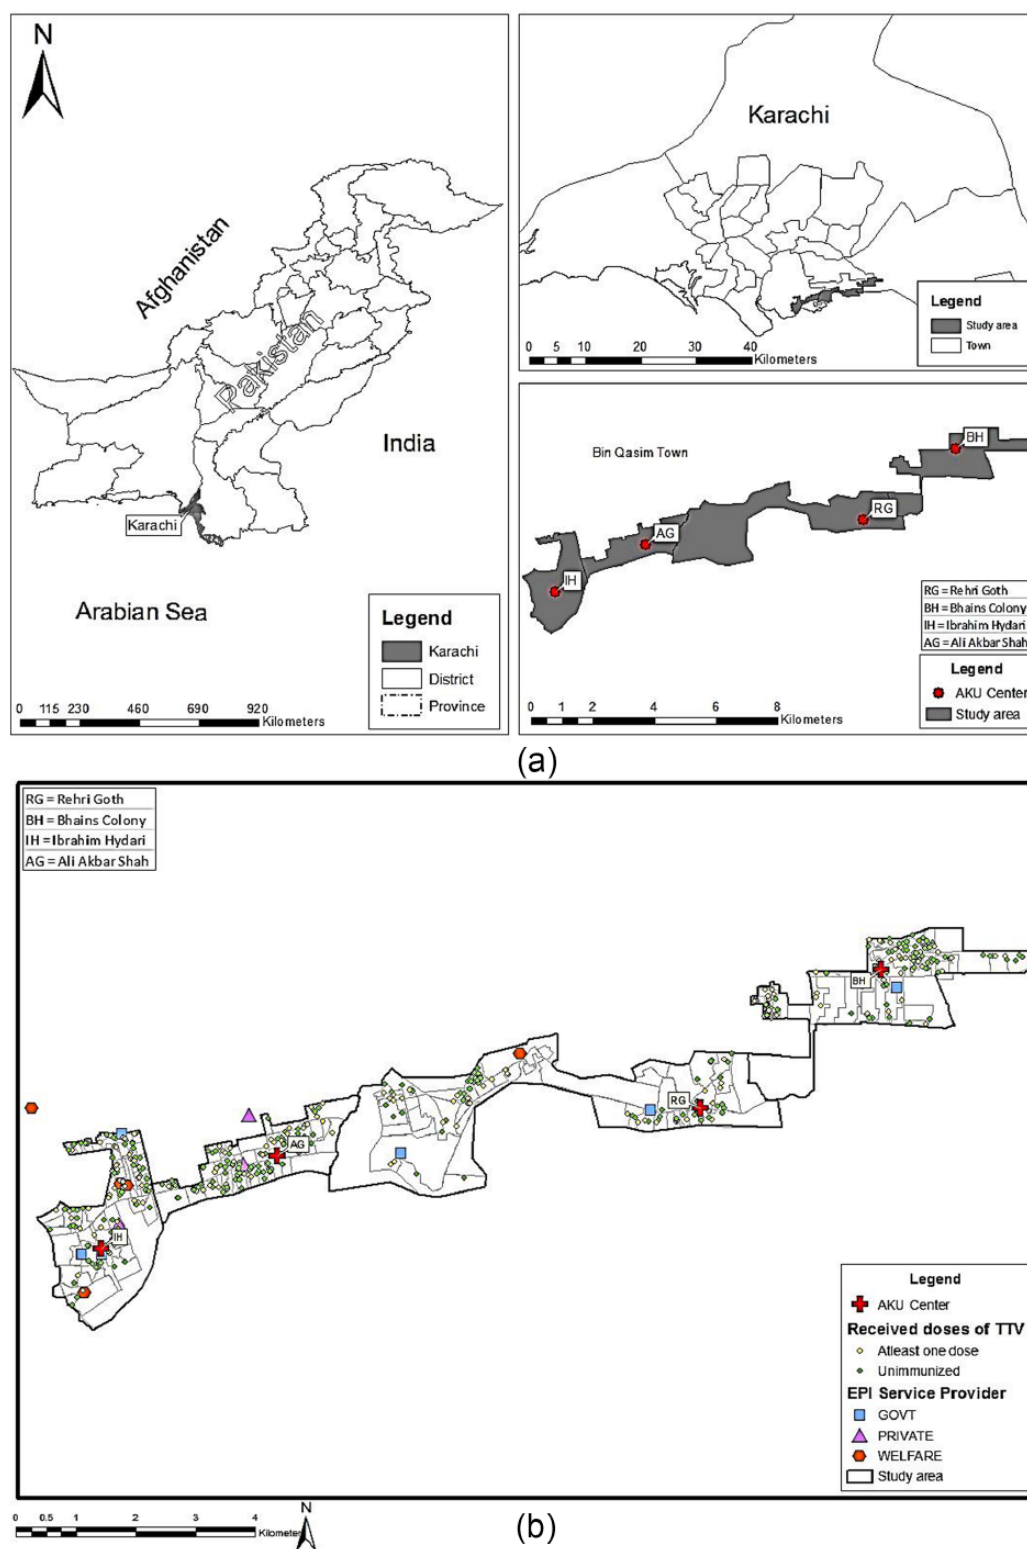 N
Afghanistan
Pakistan
India
Karachi
Arabian Sea
Legend
Karachi
District
Province
0 115 230 460 690 920
Kilometers
Karachi
Legend
Study area
Town
0 5 10 20 30 40
Kilometers
Bin Qasim Town
BH
RG
AG
IH
RG = Rehri Goth
BH = Bhains Colony
IH = Ibrahim Hydari
AG = Ali Akbar Shah
Legend
AKU Center
Study area
0 1 2 4 6 8
Kilometers
(a)
RG = Rehri Goth
BH = Bhains Colony
IH = Ibrahim Hydari
AG = Ali Akbar Shah
BH
RG
AG
IH
Legend
AKU Center
Received doses of TTV
Atleast one dose
Unimmunized
EPI Service Provider
GOVT
PRIVATE
WELFARE
Study area
0 0.5 1 2 3 4
Kilometer
N
(b)